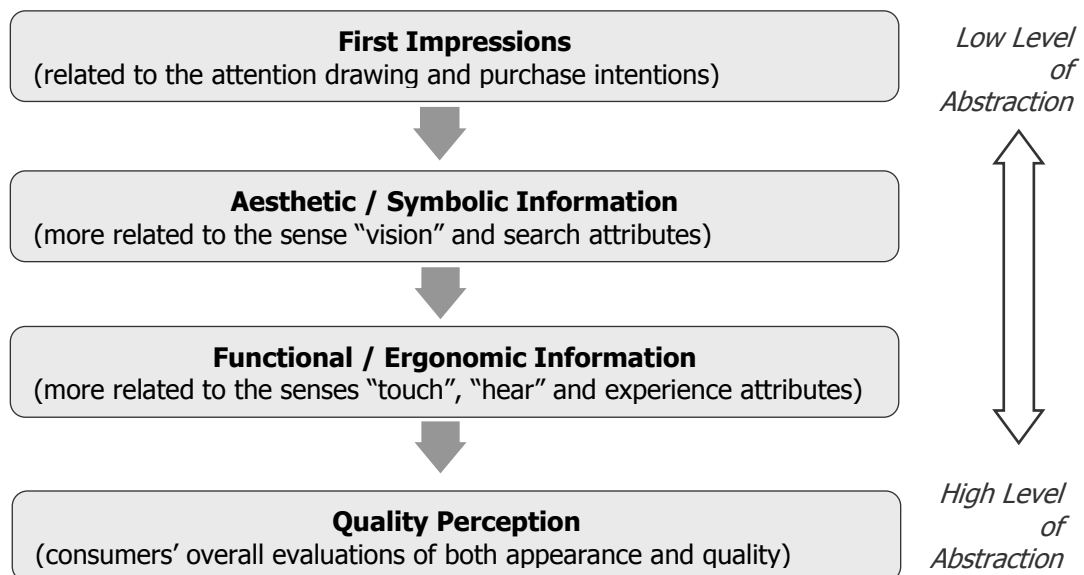 First Impressions
(related to the attention drawing and purchase intentions)
Low Level
of
Abstraction
Aesthetic / Symbolic Information
(more related to the sense “vision” and search attributes)
Functional / Ergonomic Information
(more related to the senses “touch”, “hear” and experience attributes)
Quality Perception
(consumers’ overall evaluations of both appearance and quality)
High Level
of
Abstraction